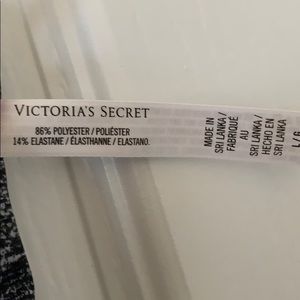 VICTORIA'S SECRET
86% POLYESTER / POLIÉSTER
14% ELASTANE / ÉLASTHANNE / ELASTANO.
MADE IN
SRI LANKA /
FABRIQUÉ
AU
SRI LANKA /
HECHO EN
SRI LANKA
L/G